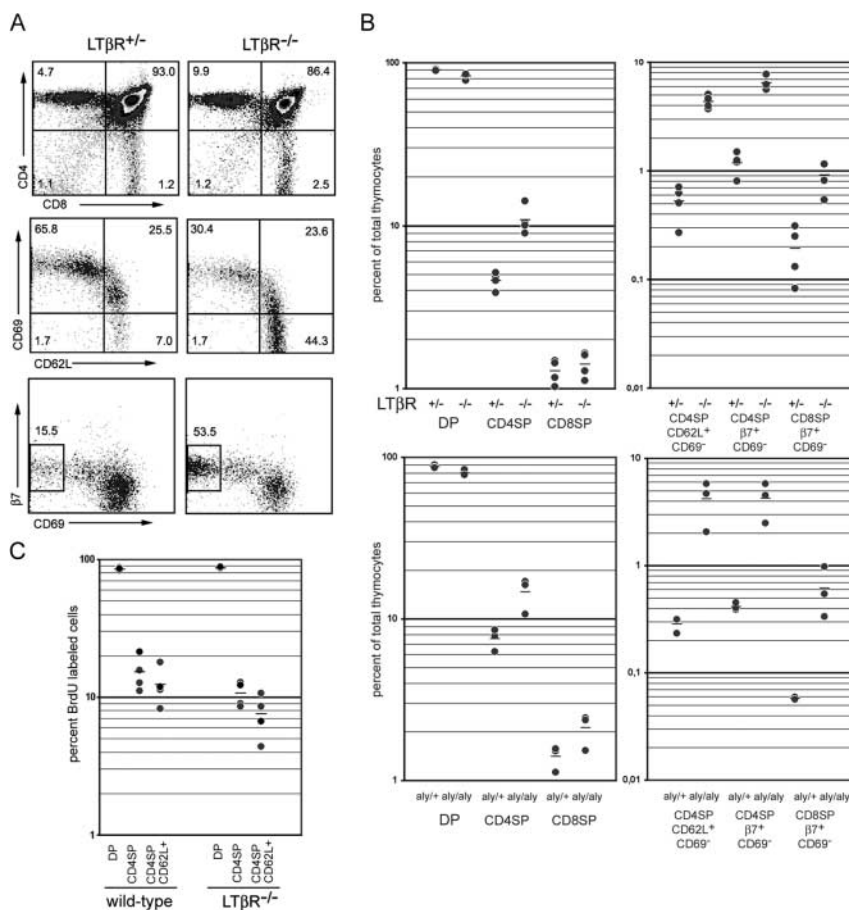 A
LTβR+/-
LTβR-/-
4.7 93.0
1.1 1.2
CD4
CD8
9.9 86.4
1.2 2.5
65.8 25.5
1.7 7.0
CD69
CD62L
30.4 23.6
1.7 44.3
15.5
β7
CD69
53.5
B
percent of total thymocytes
100
10
1
LTβR
+/- -/- +/- -/- +/- -/-
DP CD4SP CD8SP
10
1
0,1
0,01
+/- -/- +/- -/- +/- -/-
CD4SP CD4SP CD8SP
CD62L+ β7+ β7+
CD69- CD69- CD69-
percent of total thymocytes
100
10
1
aly/+ aly/aly aly/+ aly/aly aly/+ aly/aly
DP CD4SP CD8SP
10
1
0,1
0,01
aly/+ aly/aly aly/+ aly/aly aly/+ aly/aly
CD4SP CD4SP CD8SP
CD62L+ β7+ β7+
CD69- CD69- CD69-
C
percent BrdU labeled cells
100
10
1
DP
CD4SP
CD4SP
CD62L+
DP
CD4SP
CD4SP
CD62L+
wild-type LTβR-/-